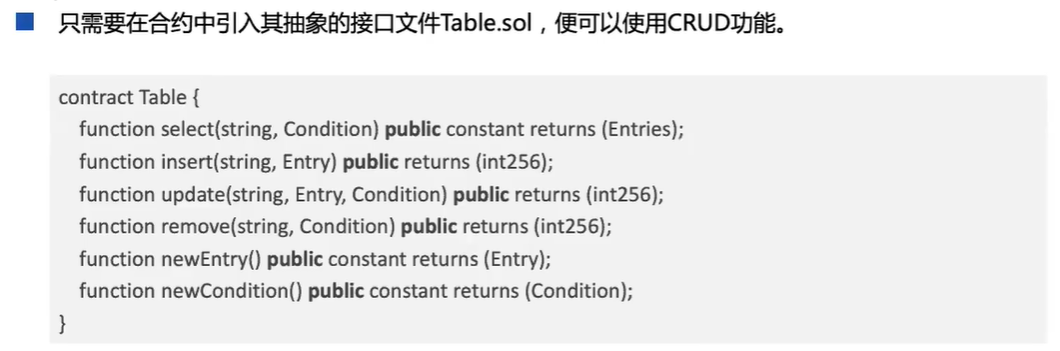 只需要在合约中引入其抽象的接口文件Table.sol，便可以使用CRUD功能。
contract Table {
function select(string, Condition) public constant returns (Entries);
function insert(string, Entry) public returns (int256);
function update(string, Entry, Condition) public returns (int256);
function remove(string, Condition) public returns (int256);
function newEntry() public constant returns (Entry);
function newCondition() public constant returns (Condition);
}